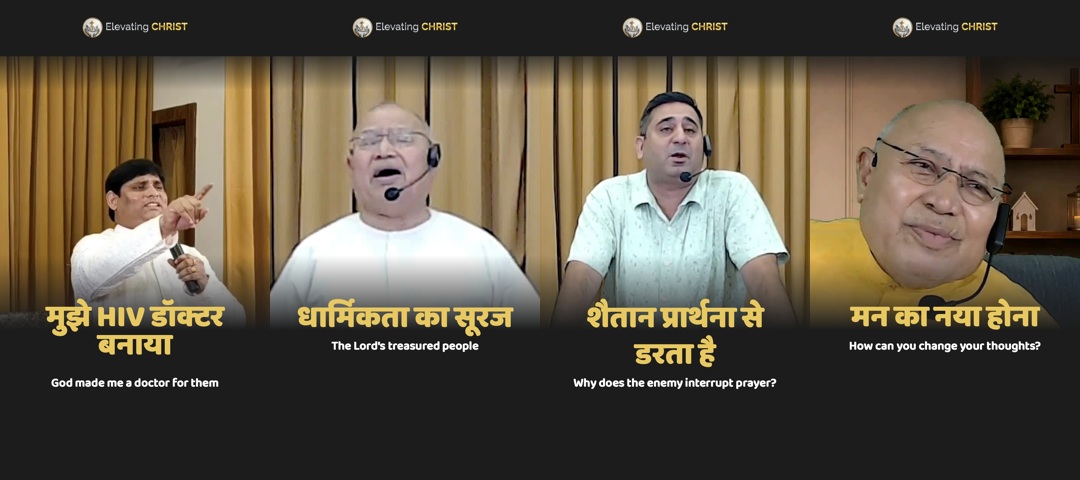 Elevating CHRIST
मुझे HIV डॉक्टर
बनाया
God made me a doctor for them
Elevating CHRIST
धार्मिकता का सूरज
The Lord's treasured people
Elevating CHRIST
शैतान प्रार्थना से
डरता है
Why does the enemy interrupt prayer?
Elevating CHRIST
मन का नया होना
How can you change your thoughts?